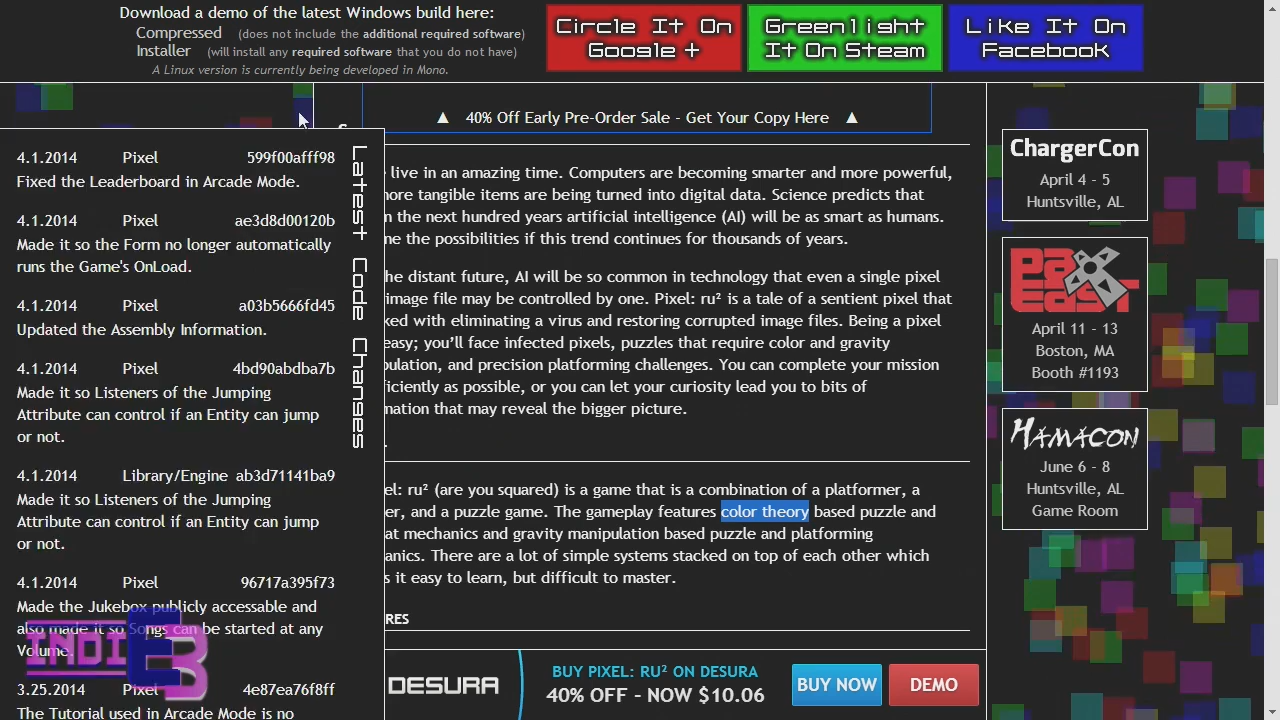 Download a demo of the latest Windows build here:
Compressed (does not include the additional required software)
Installer (will install any required software that you do not have)
A Linux version is currently being developed in Mono.
Circle It On
Google +
Greenlight
It On Steam
Like It On
Facebook
▲ 40% Off Early Pre-Order Sale - Get Your Copy Here ▲
4.1.2014 Pixel 599f00afff98
Fixed the Leaderboard in Arcade Mode.
4.1.2014 Pixel ae3d8d00120b
Made it so the Form no longer automatically
runs the Game's OnLoad.
4.1.2014 Pixel a03b5666fd45
Updated the Assembly Information.
4.1.2014 Pixel 4bd90abdba7b
Made it so Listeners of the Jumping
Attribute can control if an Entity can jump
or not.
4.1.2014 Library/Engine ab3d71141ba9
Made it so Listeners of the Jumping
Attribute can control if an Entity can jump
or not.
4.1.2014 Pixel 96717a395f73
Made the Jukebox publicly accessable and
also made it so Songs can be started at any
Volume.
3.25.2014 Pixel 4e87ea76f8ff
The Tutorial used in Arcade Mode is no
Latest Code Changes
live in an amazing time. Computers are becoming smarter and more powerful,
more tangible items are being turned into digital data. Science predicts that
the next hundred years artificial intelligence (AI) will be as smart as humans.
the possibilities if this trend continues for thousands of years.
he distant future, AI will be so common in technology that even a single pixel
image file may be controlled by one. Pixel: ru² is a tale of a sentient pixel that
ked with eliminating a virus and restoring corrupted image files. Being a pixel
easy; you'll face infected pixels, puzzles that require color and gravity
pulation, and precision platforming challenges. You can complete your mission
ficiently as possible, or you can let your curiosity lead you to bits of
mation that may reveal the bigger picture.
el: ru² (are you squared) is a game that is a combination of a platformer, a
er, and a puzzle game. The gameplay features color theory based puzzle and
at mechanics and gravity manipulation based puzzle and platforming
anics. There are a lot of simple systems stacked on top of each other which
s it easy to learn, but difficult to master.
RES
ChargerCon
April 4 - 5
Huntsville, AL
pax
east
April 11 - 13
Boston, MA
Booth #1193
HAMACON
June 6 - 8
Huntsville, AL
Game Room
INDIE3
DESURA
BUY PIXEL: RU² ON DESURA
40% OFF - NOW $10.06
BUY NOW
DEMO